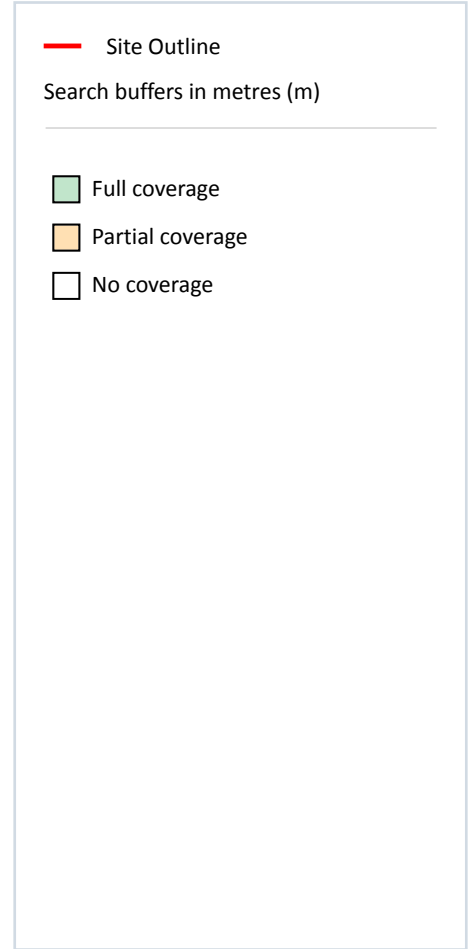 Site Outline
Search buffers in metres (m)
Full coverage
Partial coverage
No coverage